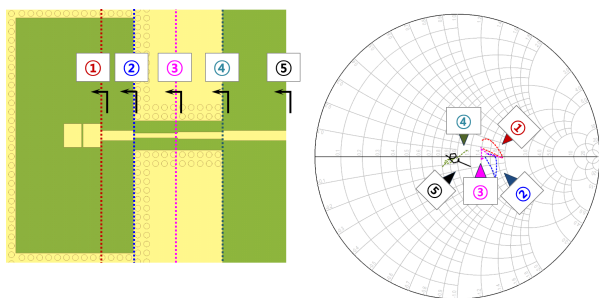 ① ② ③ ④ ⑤
④ ①
⑤ ③ ②